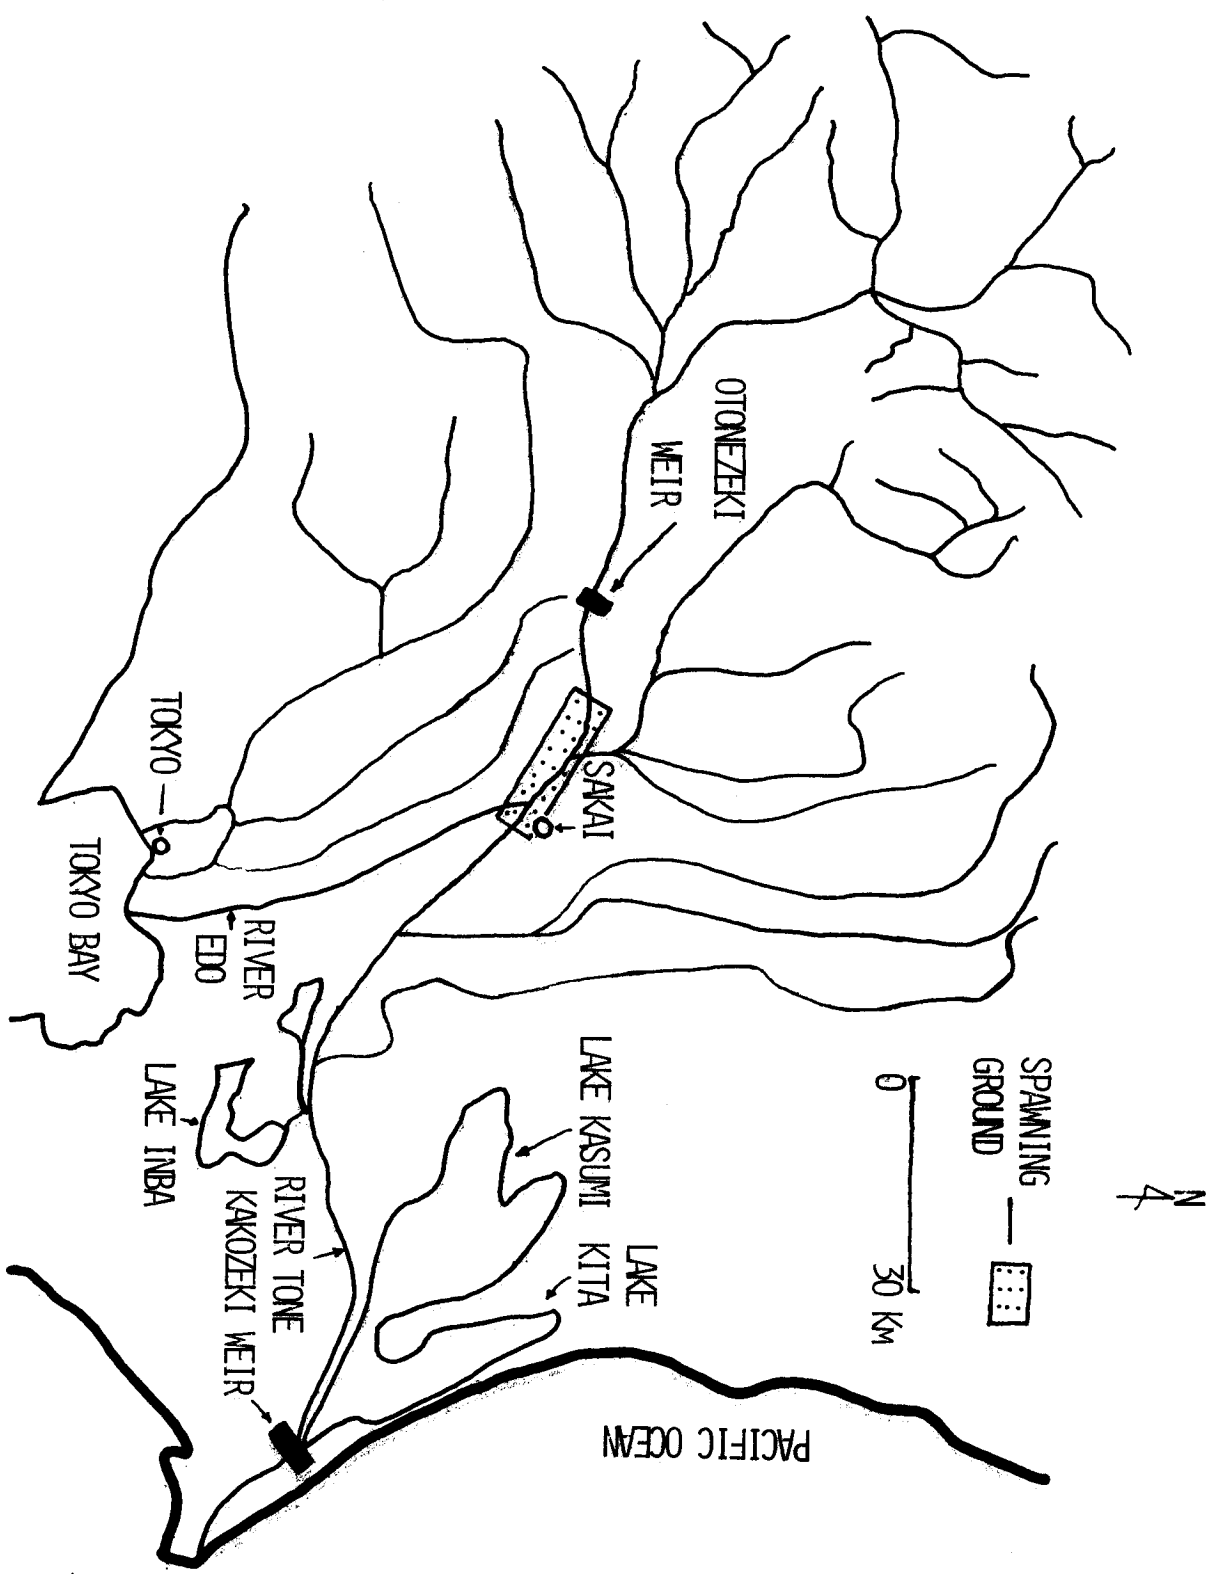 N
SPAWNING
GROUND
0
30 KM
OTONEZEKI
WEIR
SAKAI
TOKYO
TOKYO BAY
RIVER
EDO
LAKE INBA
LAKE KASUMI
LAKE
KITA
RIVER TONE
KAKOZEKI WEIR
PACIFIC OCEAN